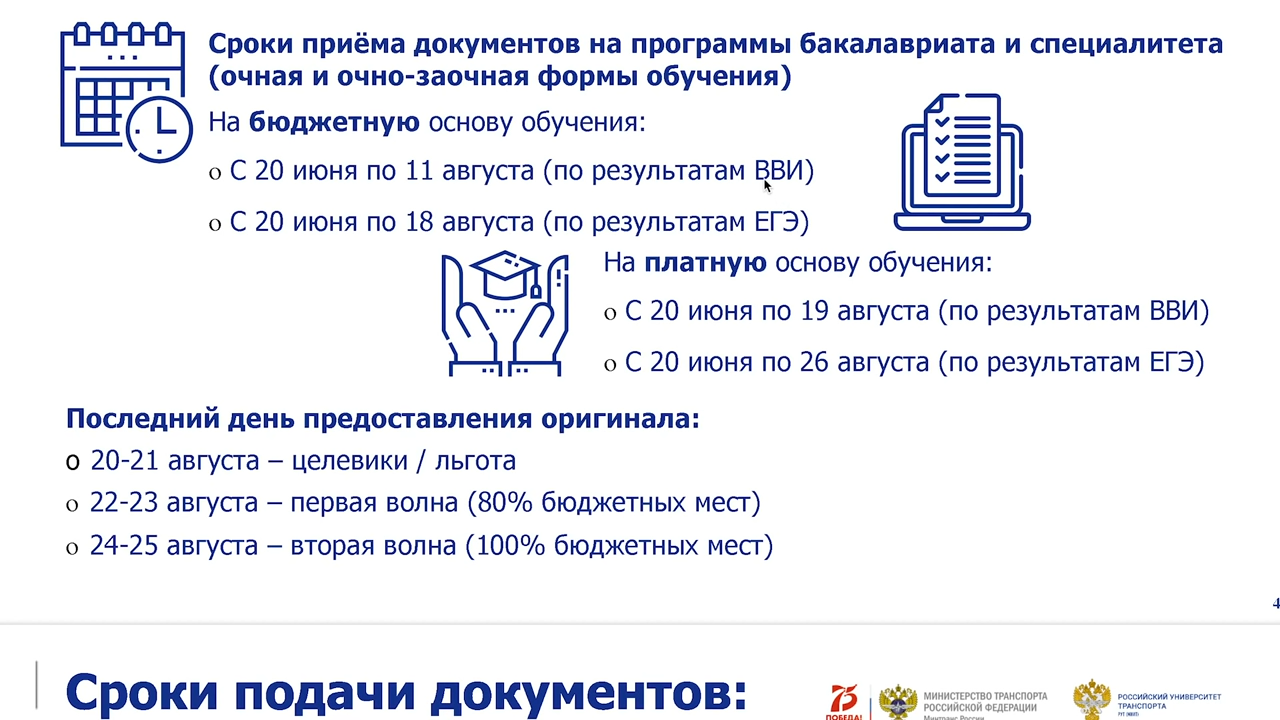 Сроки приёма документов на программы бакалавриата и специалитета
(очная и очно-заочная формы обучения)
На бюджетную основу обучения:
o С 20 июня по 11 августа (по результатам ВВИ)
o С 20 июня по 18 августа (по результатам ЕГЭ)
На платную основу обучения:
o С 20 июня по 19 августа (по результатам ВВИ)
o С 20 июня по 26 августа (по результатам ЕГЭ)
Последний день предоставления оригинала:
o 20-21 августа – целевики / льгота
o 22-23 августа – первая волна (80% бюджетных мест)
o 24-25 августа – вторая волна (100% бюджетных мест)
4
Сроки подачи документов:
75
ПОБЕДА!
МИНИСТЕРСТВО ТРАНСПОРТА
РОССИЙСКОЙ ФЕДЕРАЦИИ
Минтранс России
РОССИЙСКИЙ УНИВЕРСИТЕТ
ТРАНСПОРТА
РУТ (МИИТ)